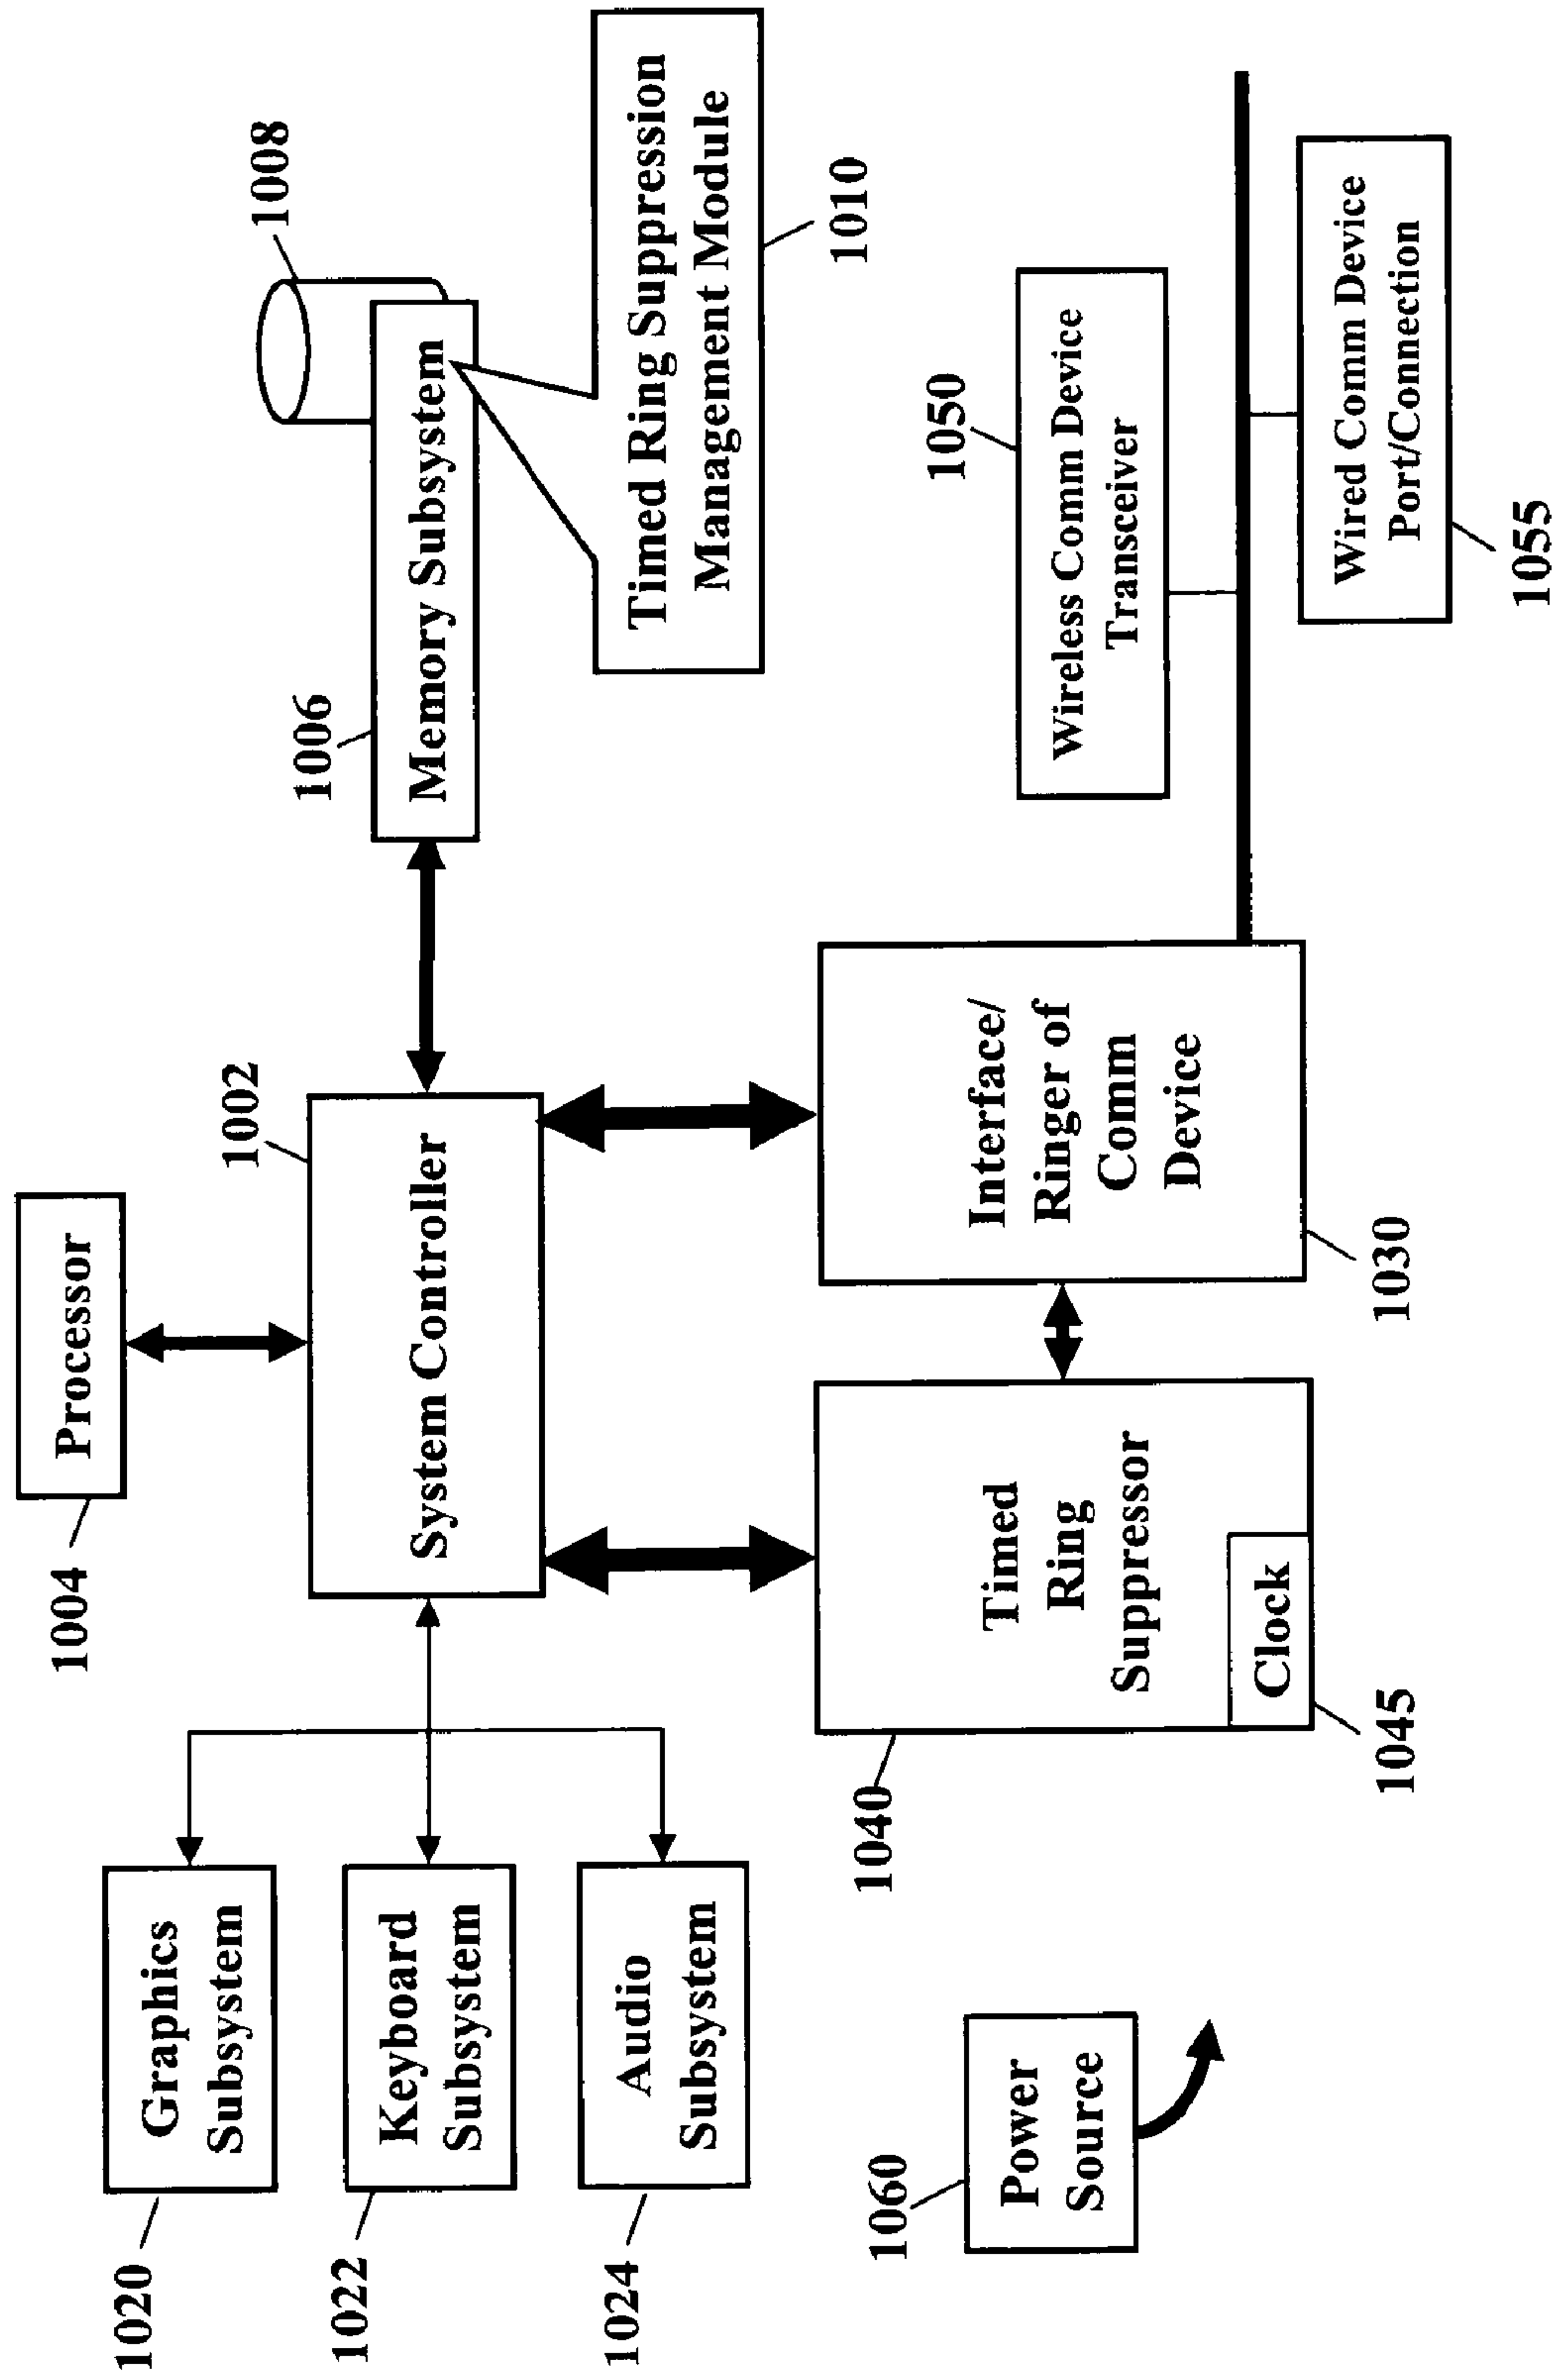 1004
Processor
1002
System Controller
1006
Memory Subsystem
1008
Timed Ring Suppression
Management Module
1010
1020
Graphics
Subsystem
1022
Keyboard
Subsystem
1024
Audio
Subsystem
1040
Timed
Ring
Suppressor
Clock
1045
Interface/
Ringer of
Comm
Device
1030
1050
Wireless Comm Device
Transceiver
Wired Comm Device
Port/Connection
1055
1060
Power
Source